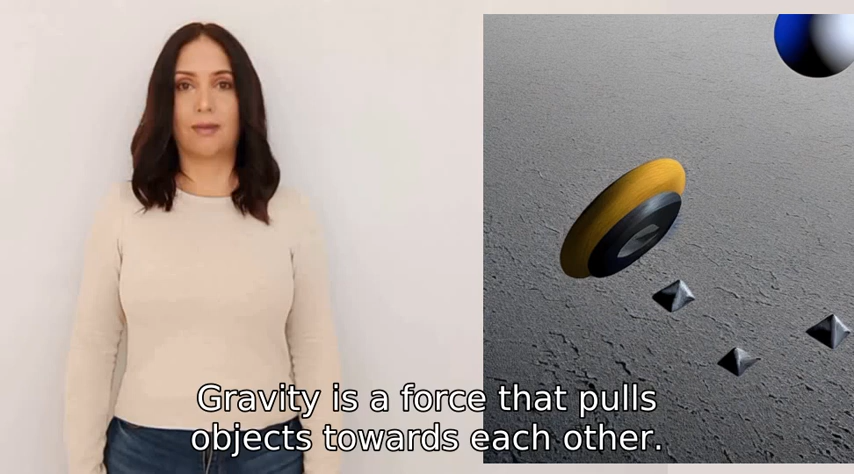 Gravity is a force that pulls
objects towards each other.